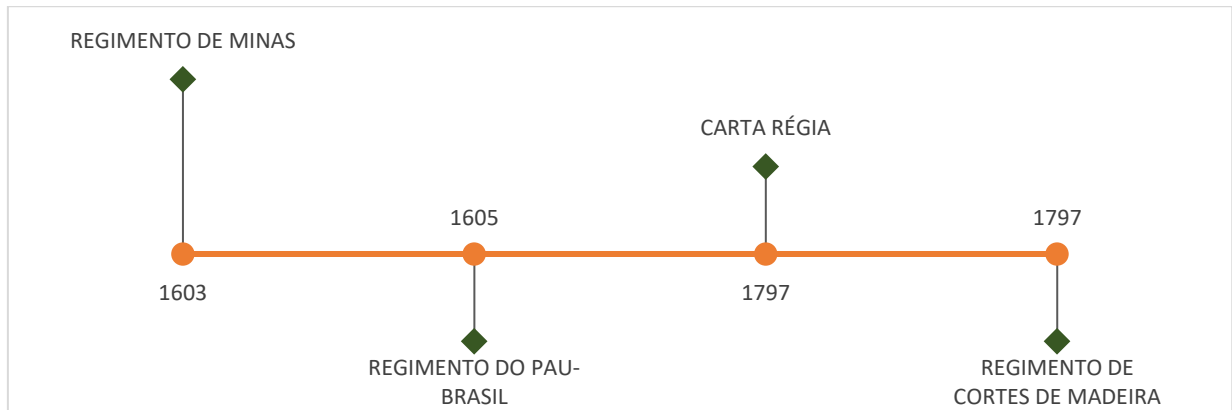 REGIMENTO DE MINAS
CARTA RÉGIA
1605
1797
1603
1797
REGIMENTO DO PAU-
BRASIL
REGIMENTO DE
CORTES DE MADEIRA